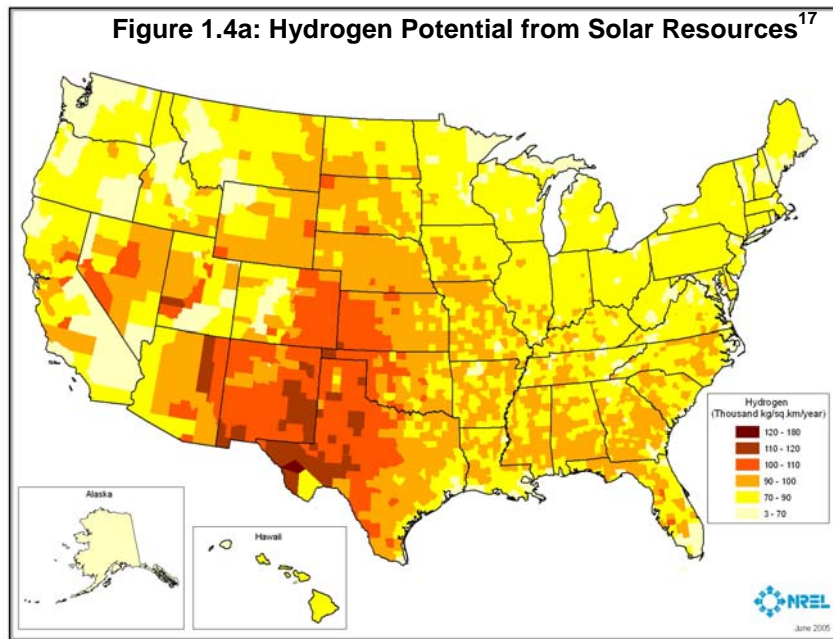 Figure 1.4a: Hydrogen Potential from Solar Resources17
Alaska
Hawaii
Hydrogen
(Thousand kg/sq.km/year)
120 - 180
110 - 120
100 - 110
90 - 100
70 - 90
3 - 70
NREL
June 2005